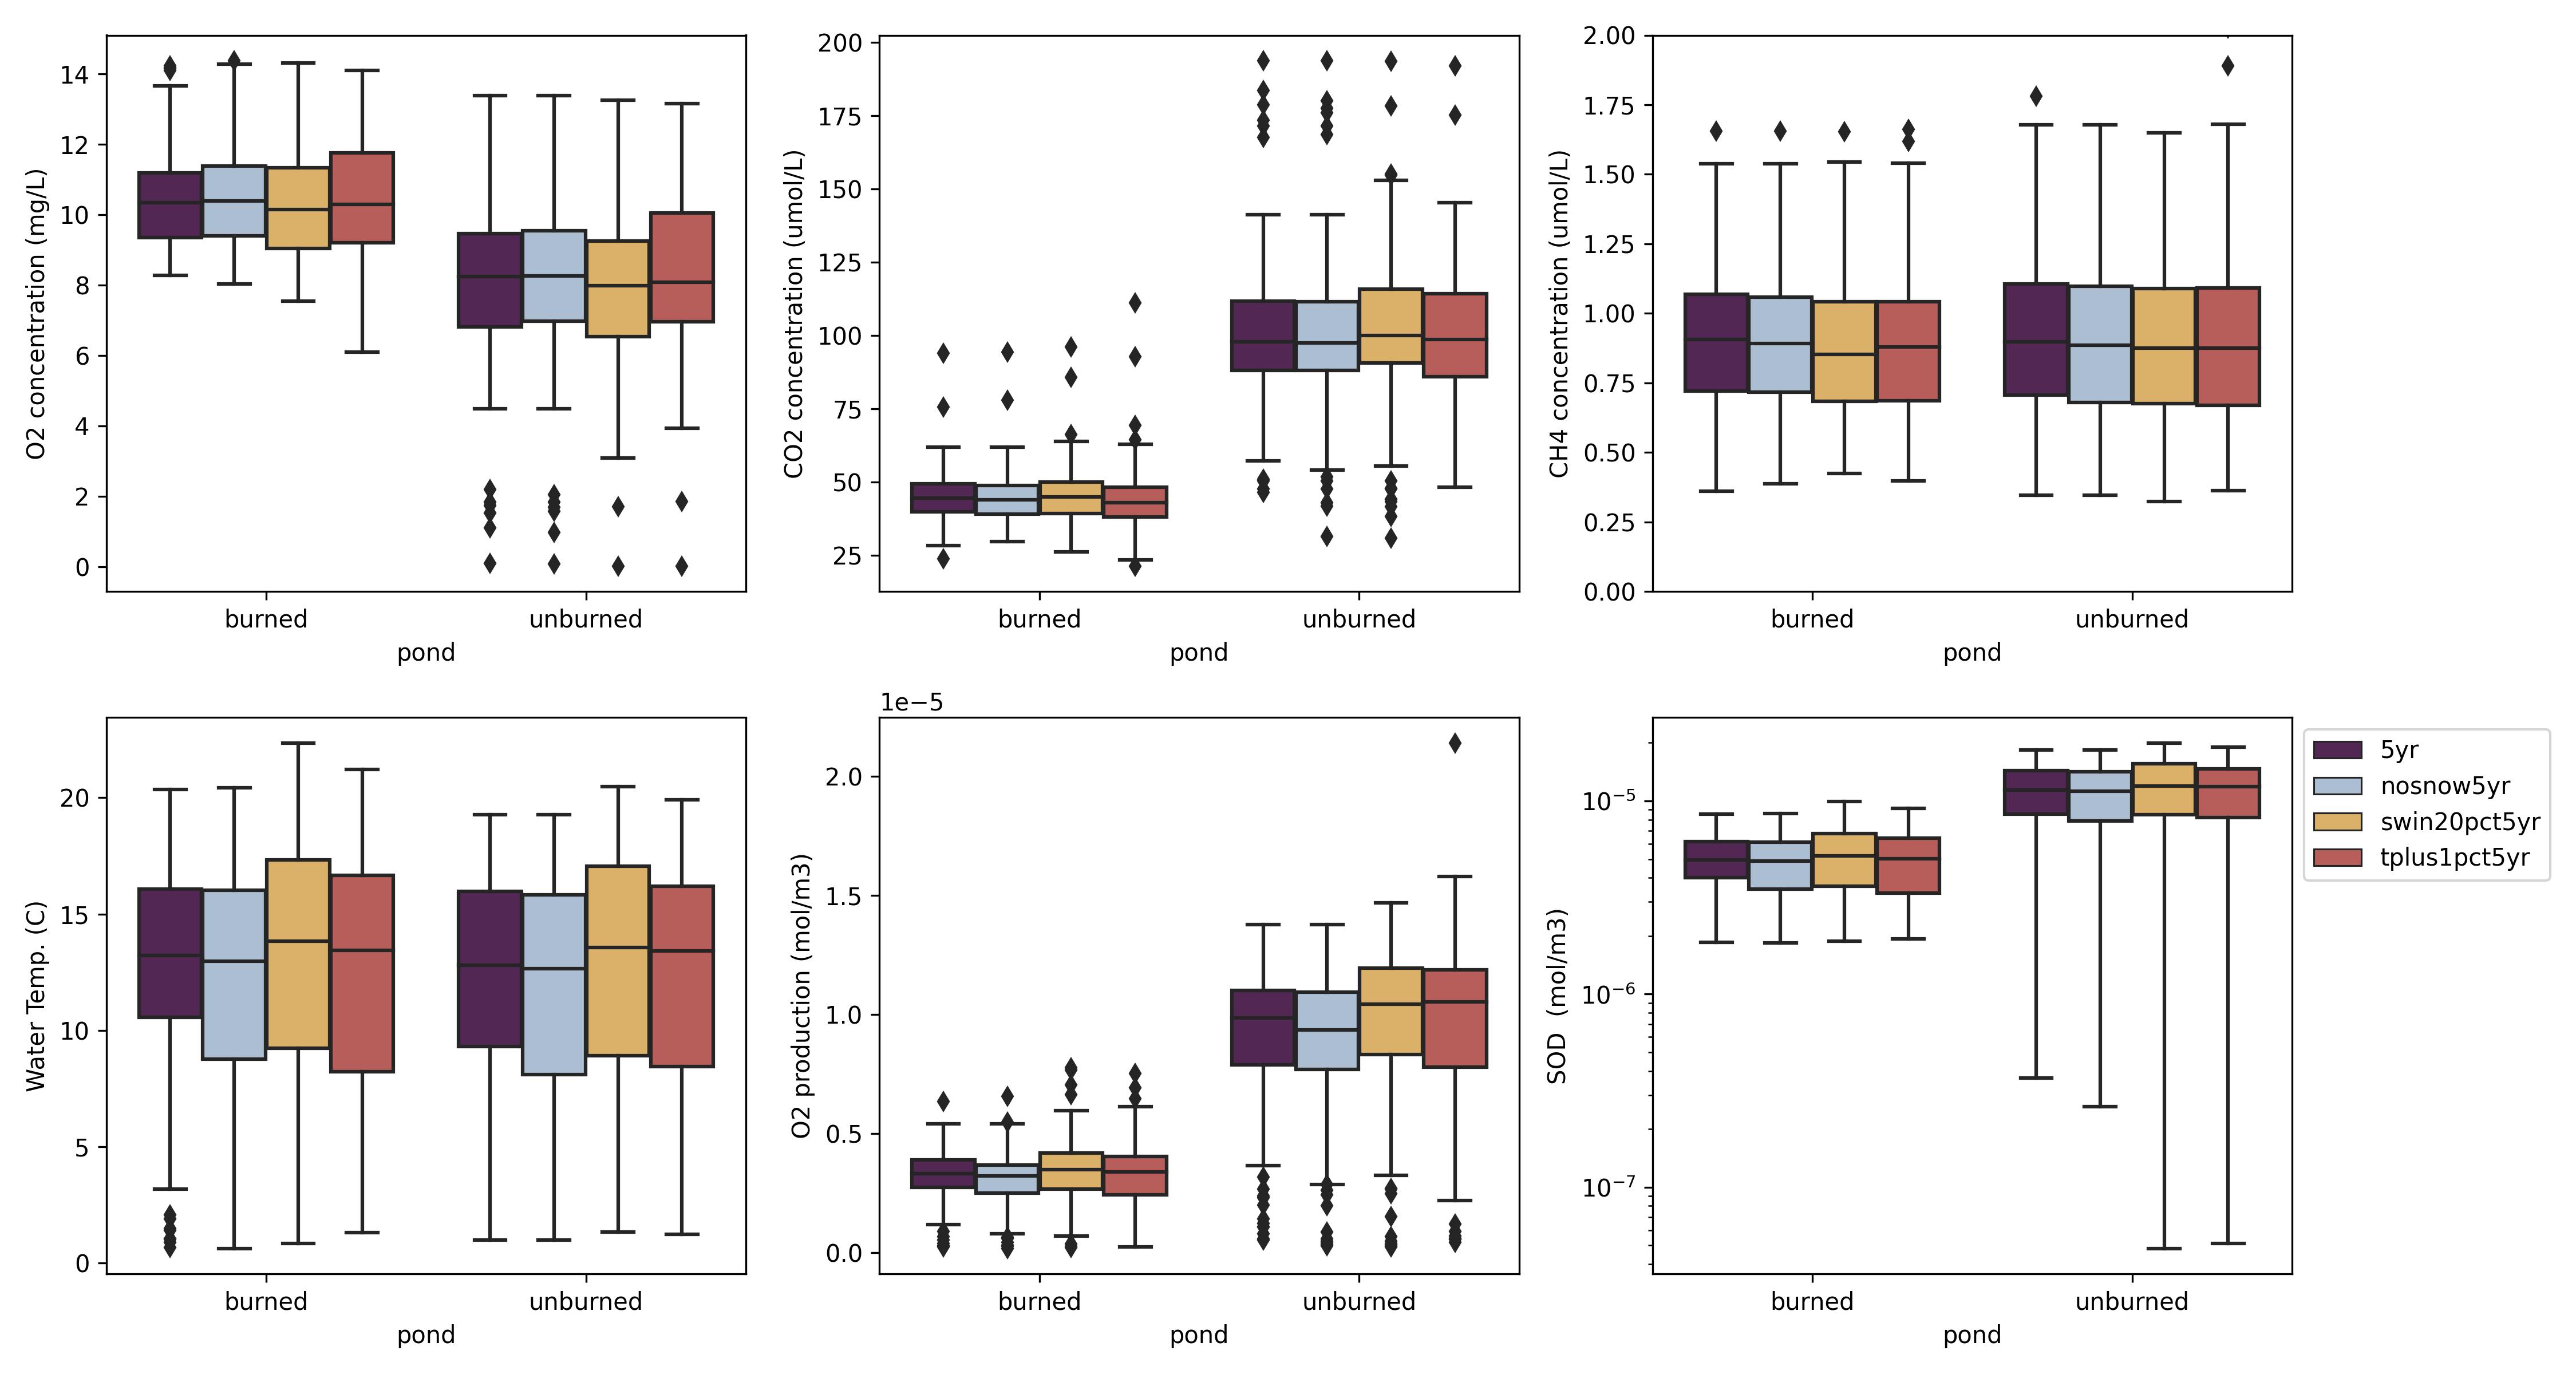 O2 concentration (mg/L)
14
12
10
8
6
4
2
0
burned
unburned
pond
CO2 concentration (umol/L)
200
175
150
125
100
75
50
25
burned
unburned
pond
CH4 concentration (umol/L)
2.00
1.75
1.50
1.25
1.00
0.75
0.50
0.25
0.00
burned
unburned
pond
Water Temp. (C)
20
15
10
5
0
burned
unburned
pond
1e−5
O2 production (mol/m3)
2.0
1.5
1.0
0.5
0.0
burned
unburned
pond
SOD  (mol/m3)
10⁻⁵
10⁻⁶
10⁻⁷
burned
unburned
pond
5yr
nosnow5yr
swin20pct5yr
tplus1pct5yr